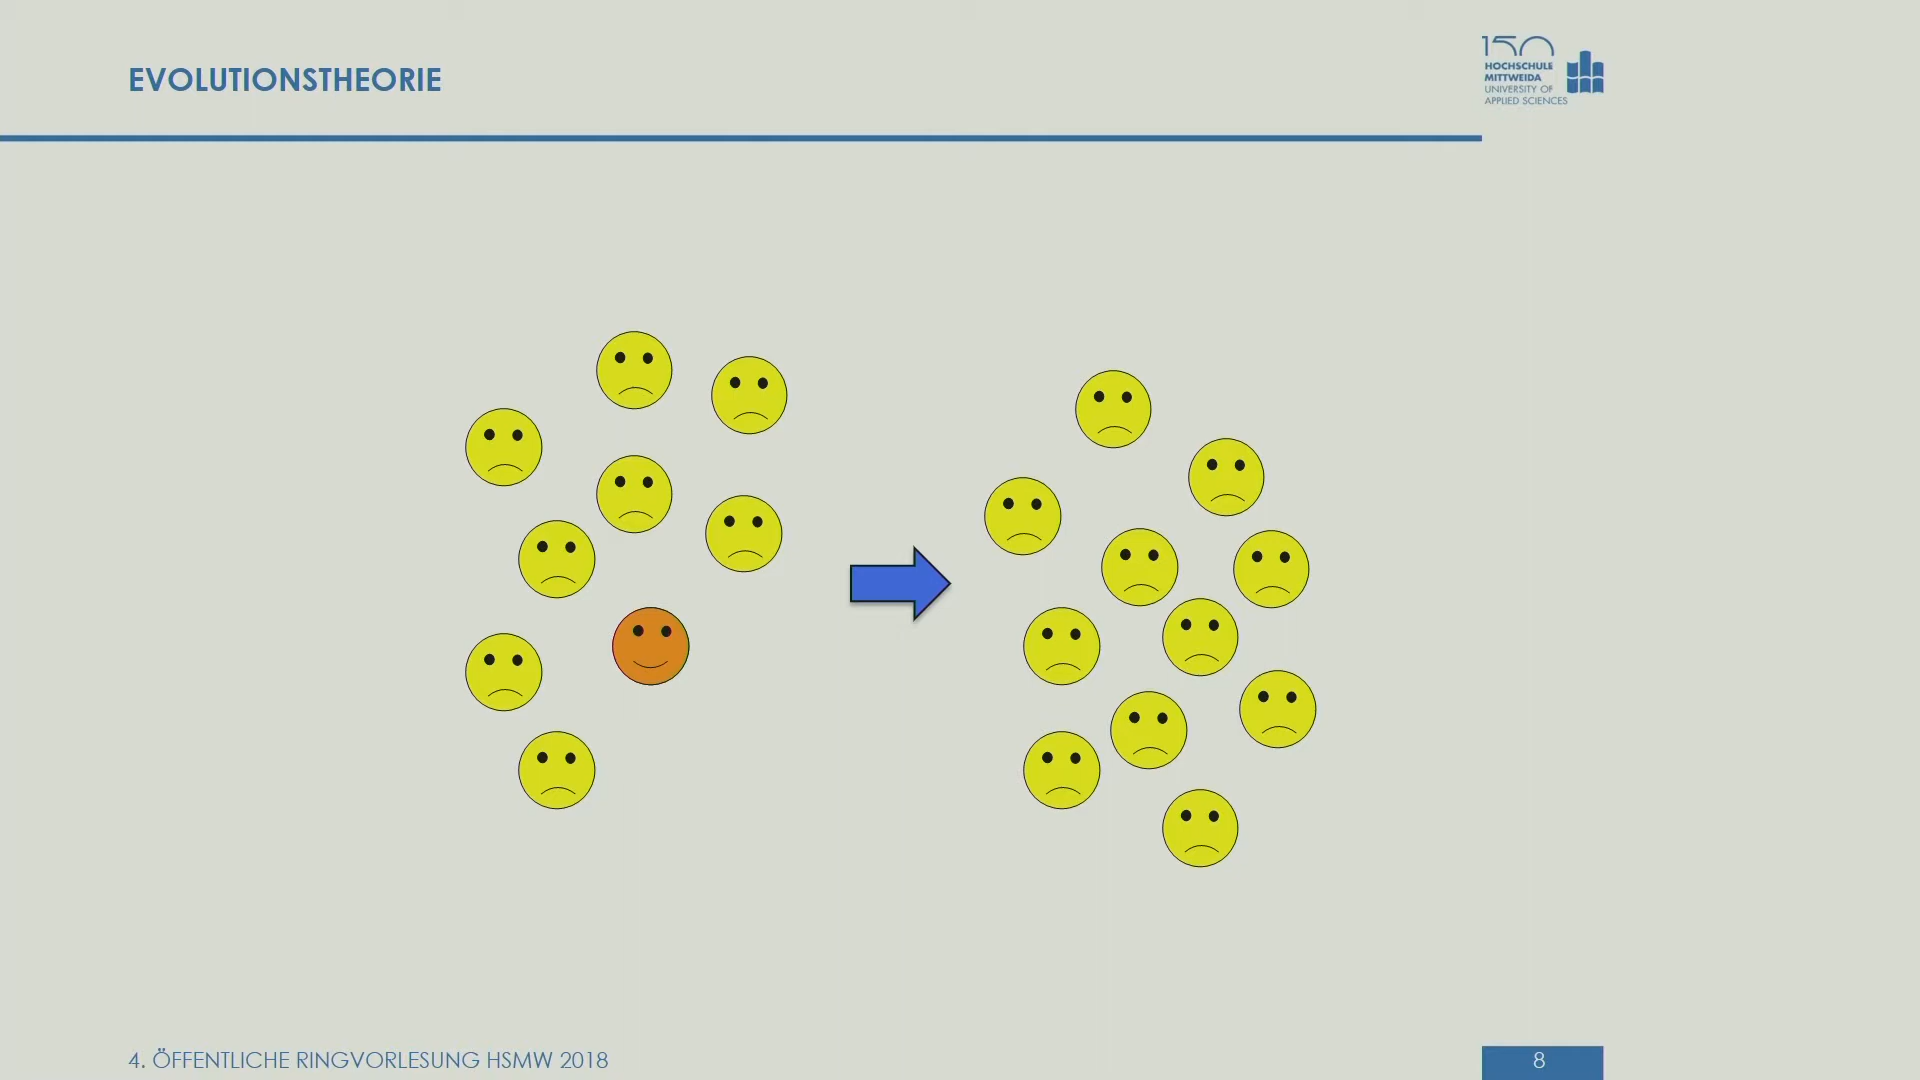 EVOLUTIONSTHEORIE
150
HOCHSCHULE
MITTWEIDA
UNIVERSITY OF
APPLIED SCIENCES
4. ÖFFENTLICHE RINGVORLESUNG HSMW 2018
8